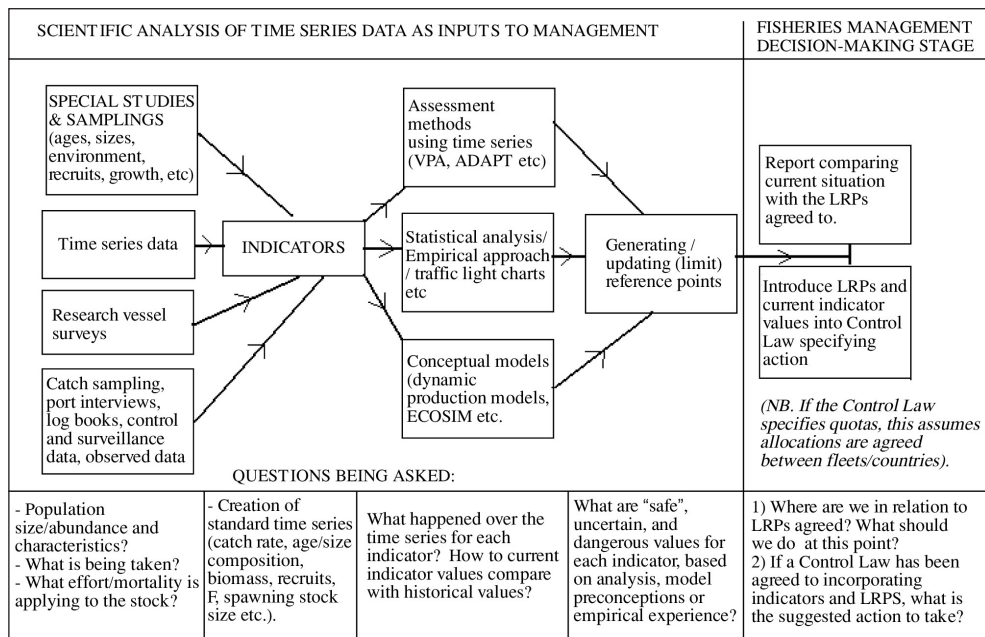 SCIENTIFIC ANALYSIS OF TIME SERIES DATA AS INPUTS TO MANAGEMENT
FISHERIES MANAGEMENT
DECISION-MAKING STAGE
SPECIAL STUDIES
& SAMPLINGS
(ages, sizes,
environment,
recruits, growth, etc)
Time series data
Research vessel
surveys
Catch sampling,
port interviews,
log books, control
and surveillance
data, observed data
INDICATORS
Assessment
methods
using time series
(VPA, ADAPT etc)
Statistical analysis/
Empirical approach
/ traffic light charts
etc
Conceptual models
(dynamic
production models,
ECOSIM etc.
Generating /
updating (limit)
reference points
Report comparing
current situation
with the LRPs
agreed to.
Introduce LRPs and
current indicator
values into Control
Law specifying
action
(NB. If the Control Law
specifies quotas, this assumes
allocations are agreed
between fleets/countries).
QUESTIONS BEING ASKED:
- Population
size/abundance and
characteristics?
- What is being taken?
- What effort/mortality is
applying to the stock?
- Creation of
standard time series
(catch rate, age/size
composition,
biomass, recruits,
F, spawning stock
size etc.).
What happened over the
time series for each
indicator? How to current
indicator values compare
with historical values?
What are “safe”,
uncertain, and
dangerous values for
each indicator, based
on analysis, model
preconceptions or
empirical experience?
1) Where are we in relation to
LRPs agreed? What should
we do at this point?
2) If a Control Law has been
agreed to incorporating
indicators and LRPS, what is
the suggested action to take?